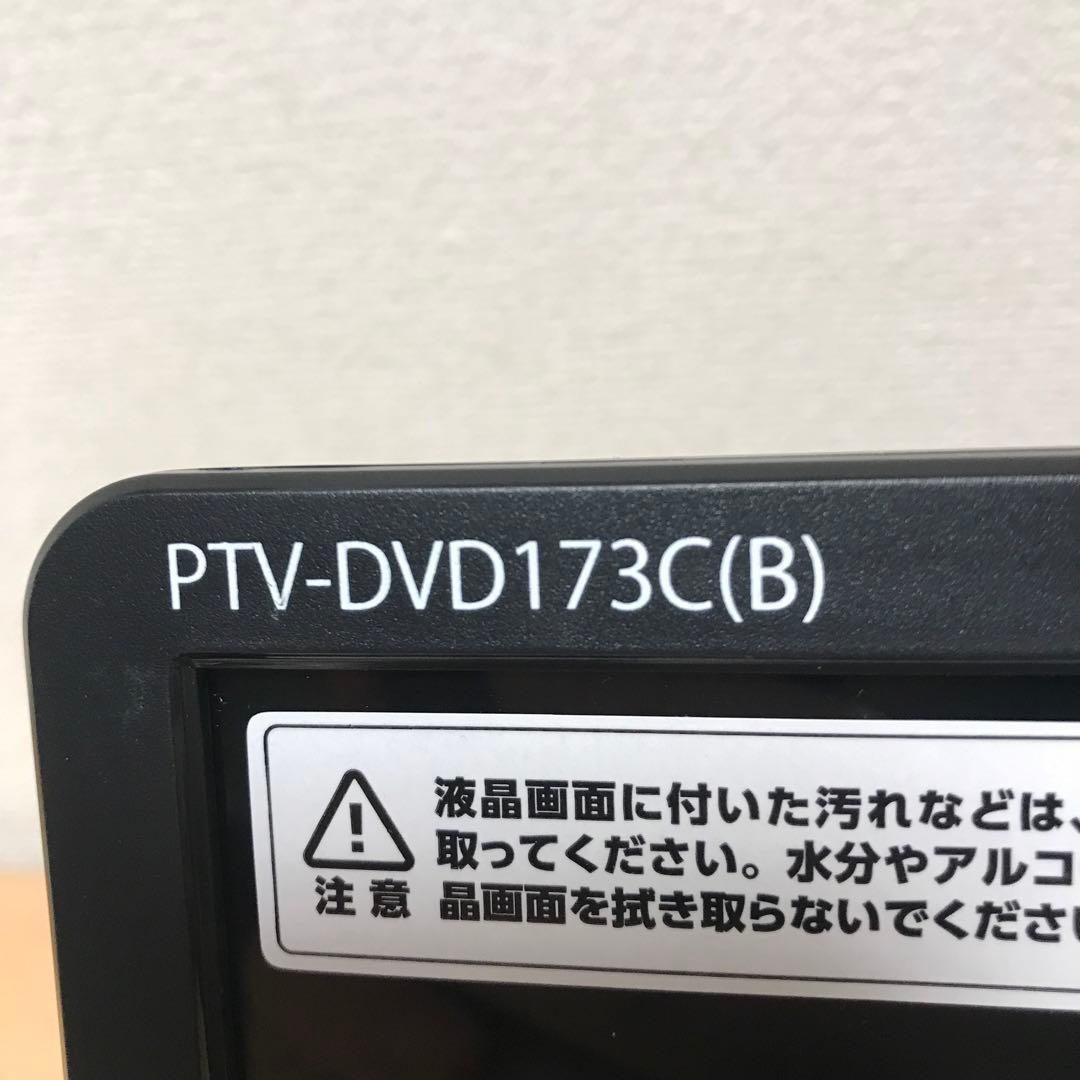 PTV-DVD173C(B)
液晶画面に付いた汚れなどは、
取ってください。水分やアルコ
注意 晶画面を拭き取らないでくださ